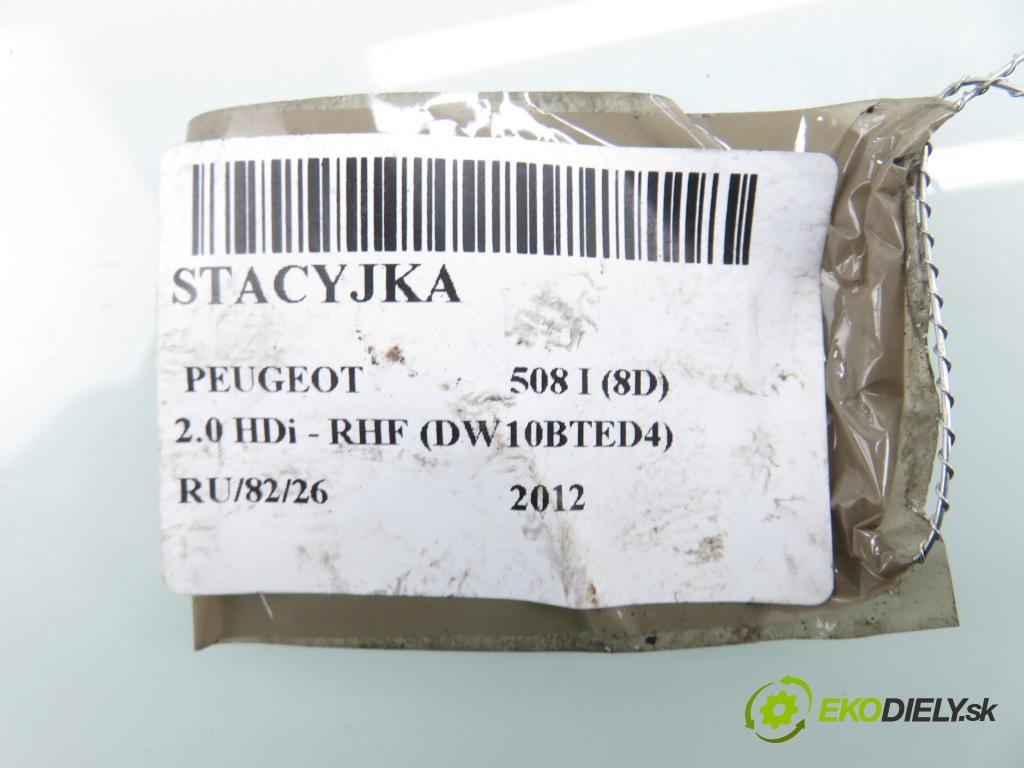 STACYJKA
PEUGEOT 508 I (8D)
2.0 HDi - RHF (DW10BTED4)
RU/82/26 2012
EKODIELY.sk